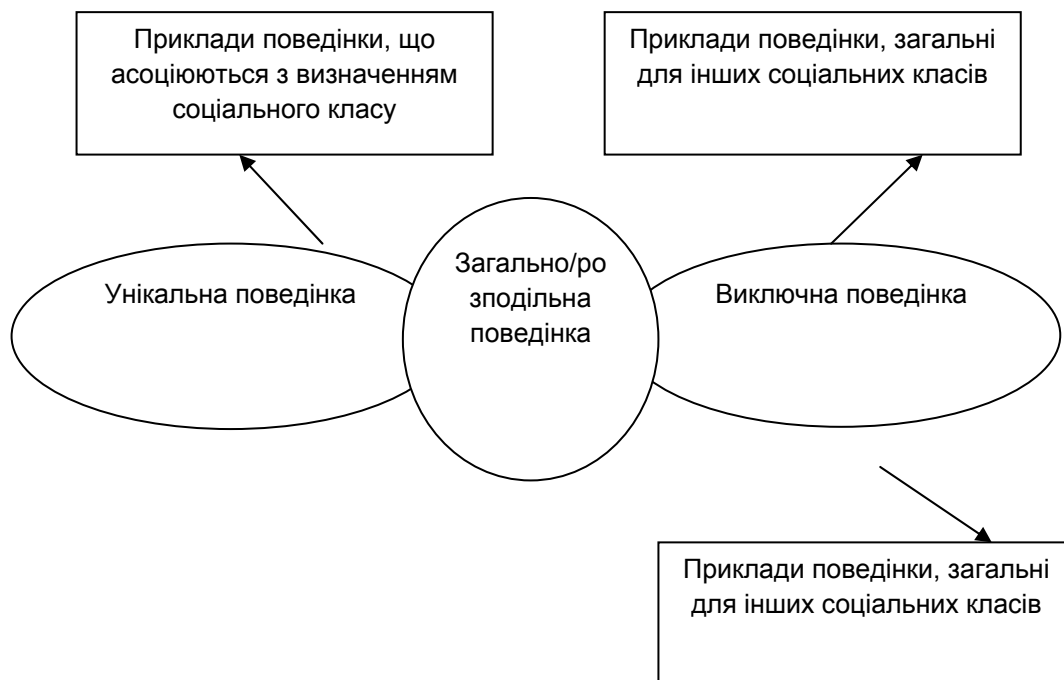 Приклади поведінки, що
асоціюються з визначенням
соціального класу
Приклади поведінки, загальні
для інших соціальних класів
Унікальна поведінка
Загально/ро
зподільна
поведінка
Виключна поведінка
Приклади поведінки, загальні
для інших соціальних класів